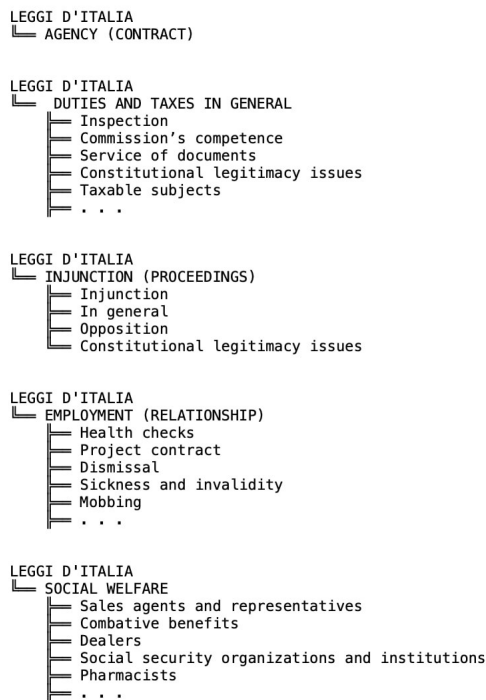 LEGGI D'ITALIA
╚══ AGENCY (CONTRACT)
LEGGI D'ITALIA
╚══ DUTIES AND TAXES IN GENERAL
╠══ Inspection
╠══ Commission’s competence
╠══ Service of documents
╠══ Constitutional legitimacy issues
╠══ Taxable subjects
╠══ . . .
LEGGI D'ITALIA
╚══ INJUNCTION (PROCEEDINGS)
╠══ Injunction
╠══ In general
╠══ Opposition
╚══ Constitutional legitimacy issues
LEGGI D'ITALIA
╚══ EMPLOYMENT (RELATIONSHIP)
╠══ Health checks
╠══ Project contract
╠══ Dismissal
╠══ Sickness and invalidity
╠══ Mobbing
╠══ . . .
LEGGI D'ITALIA
╚══ SOCIAL WELFARE
╠══ Sales agents and representatives
╠══ Combative benefits
╠══ Dealers
╠══ Social security organizations and institutions
╠══ Pharmacists
╠══ . . .